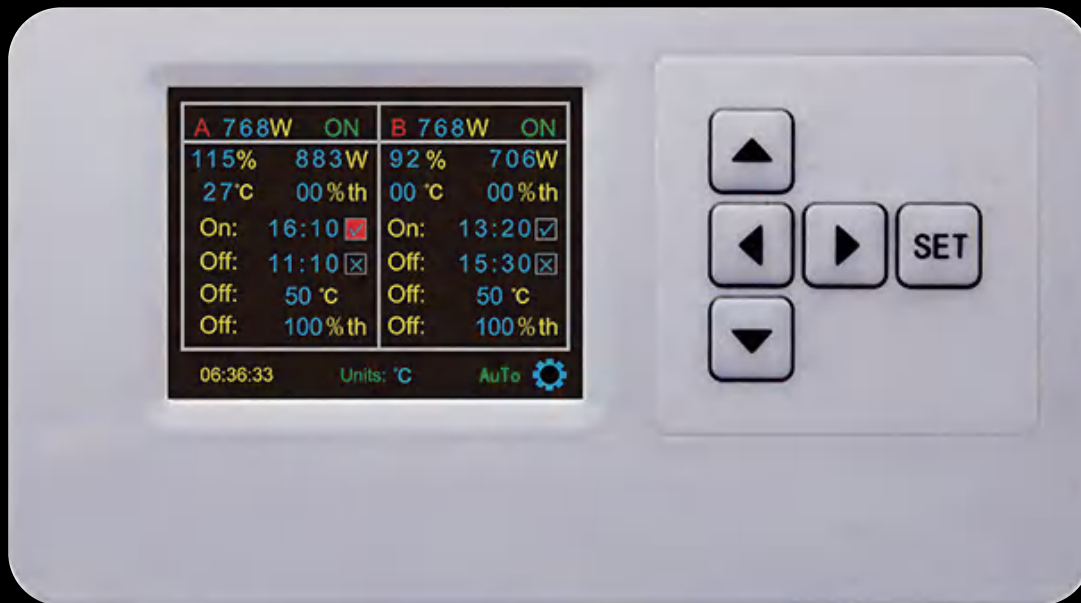 A 768W ON
115% 883W
27°C 00%th
On: 16:10
Off: 11:10
Off: 50 °C
Off: 100%th
B 768W ON
92% 706W
00 °C 00%th
On: 13:20
Off: 15:30
Off: 50 °C
Off: 100%th
06:36:33 Units: °C AuTo
SET